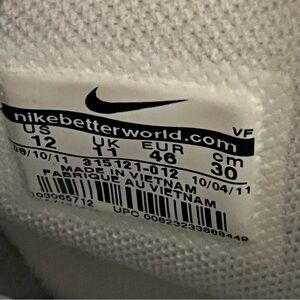 nikebetterworld.com VF
US UK EUR cm
12 11 46 30
08/10/11 315121-012 10/04/11
MADE IN VIETNAM
FABRIQUE AU VIETNAM
UPC